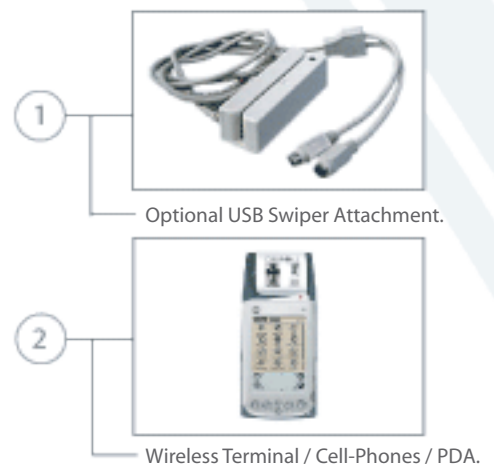 1
Optional USB Swiper Attachment.
2
Wireless Terminal / Cell-Phones / PDA.